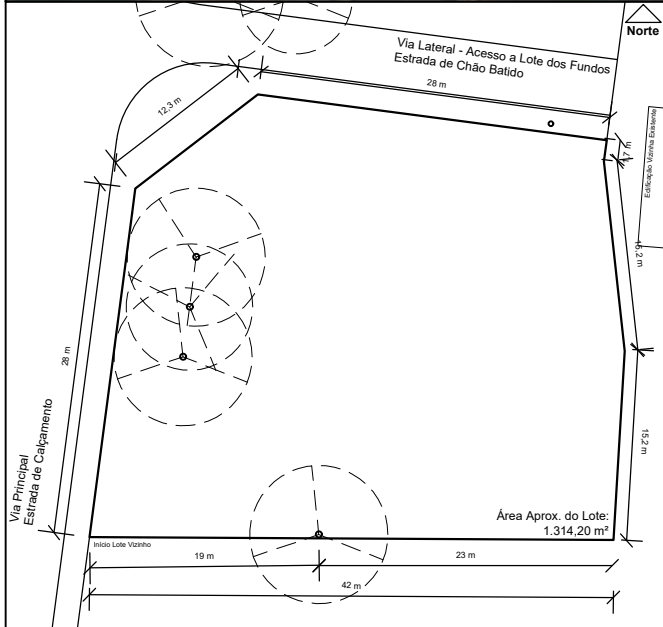 Norte
Via Lateral - Acesso a Lote dos Fundos
Estrada de Chão Batido
28 m
12,3 m
1,7 m
Edificação Vizinha Existente
15,2 m
28 m
Via Principal
Estrada de Calçamento
15,2 m
Área Aprox. do Lote:
1.314,20 m²
Início Lote Vizinho
19 m
23 m
42 m